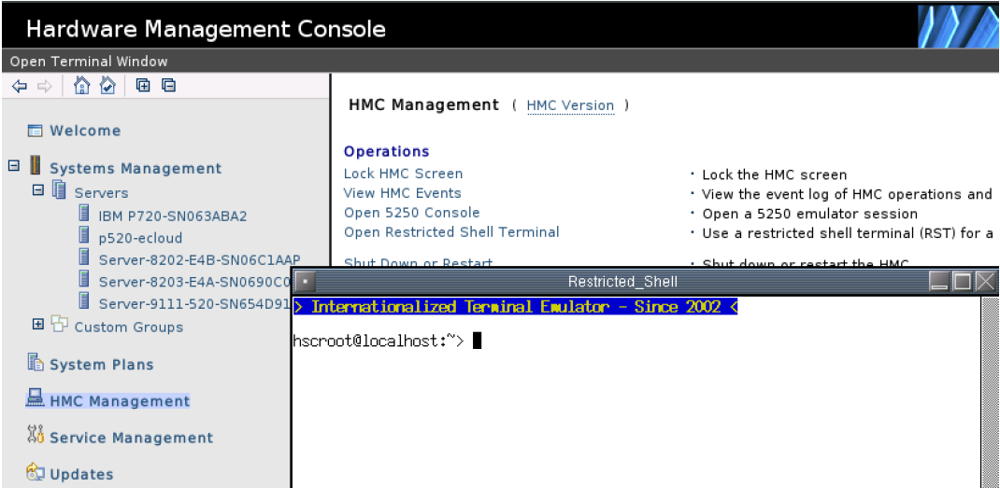 Hardware Management Console
Open Terminal Window
Welcome
Systems Management
Servers
IBM P720-SN063ABA2
p520-ecloud
Server-8202-E4B-SN06C1AAP
Server-8203-E4A-SN0690C0
Server-9111-520-SN654D91
Custom Groups
System Plans
HMC Management
Service Management
Updates
HMC Management ( HMC Version )
Operations
Lock HMC Screen · Lock the HMC screen
View HMC Events · View the event log of HMC operations and
Open 5250 Console · Open a 5250 emulator session
Open Restricted Shell Terminal · Use a restricted shell terminal (RST) for a
Shut Down or Restart · Shut down or restart the HMC
Restricted_Shell
> Internationalized Terminal Emulator - Since 2002 <
hscroot@localhost:~>